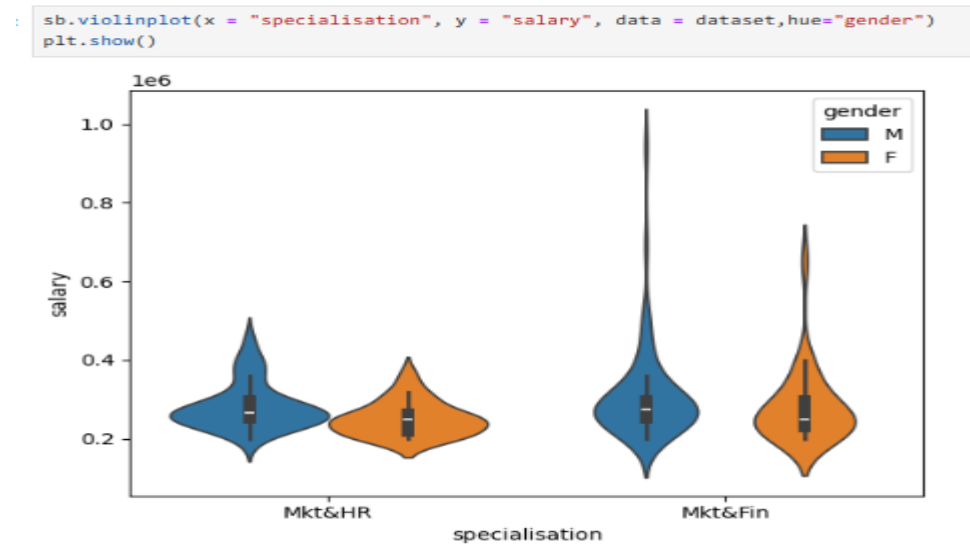 sb.violinplot(x = "specialisation", y = "salary", data = dataset,hue="gender")
plt.show()
1e6
gender
M
F
1.0
0.8
0.6
0.4
0.2
salary
Mkt&HR
Mkt&Fin
specialisation